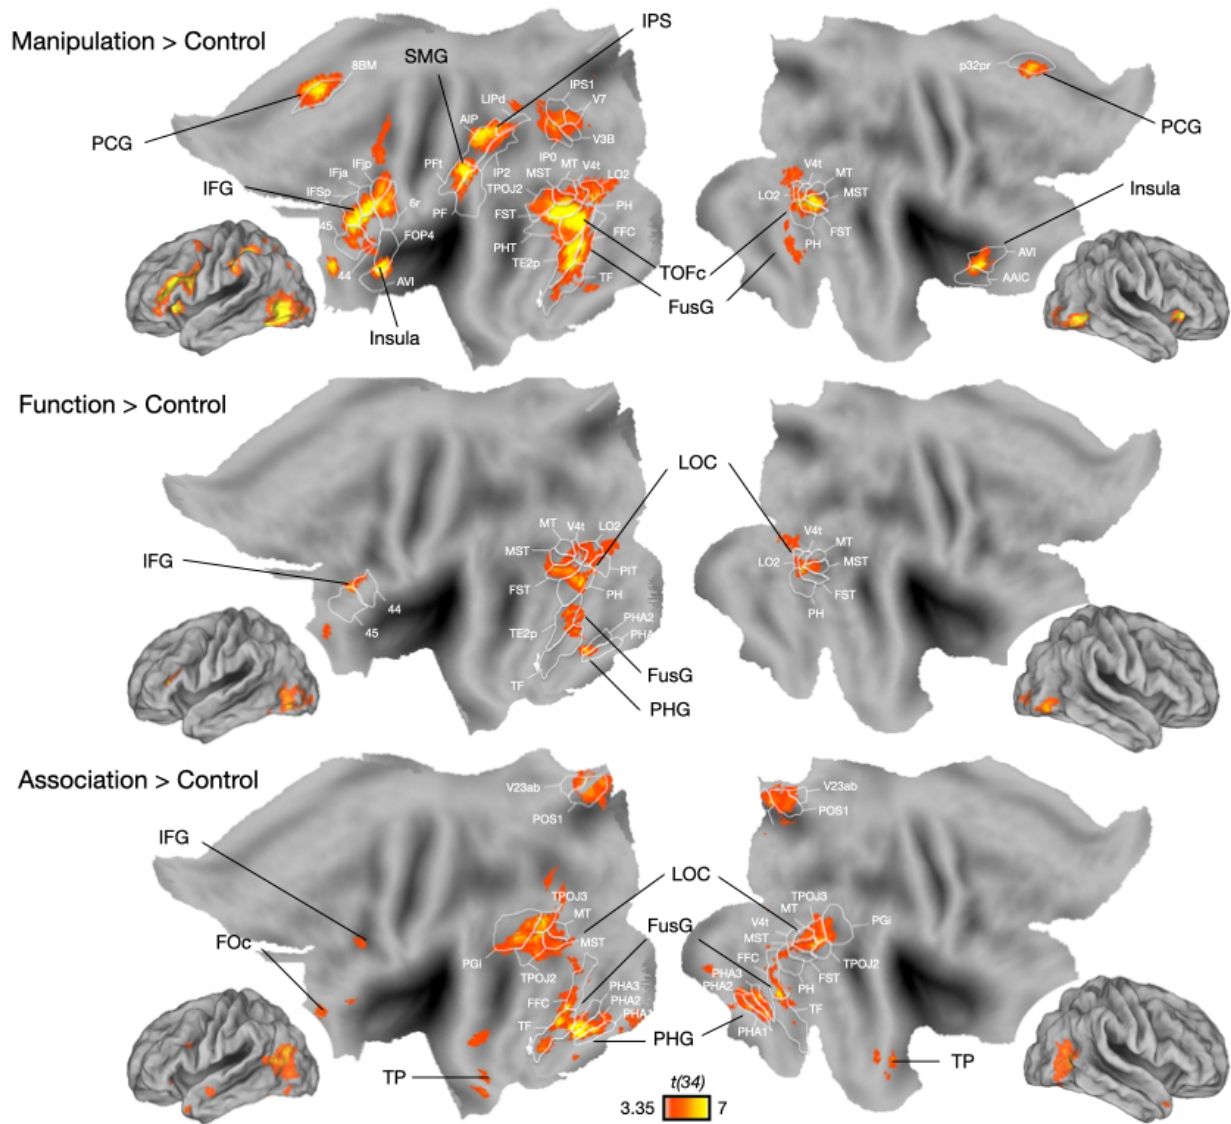 Manipulation > Control
IPS
SMG
8BM
PCG
LIPd
IPS1
V7
AIP
V3B
IP0
MT
V4t
MST
LO2
IP2
TPOJ2
PFt
PF
IFjp
IFja
IFSp
IFG
6r
45
FOP4
44
AVI
Insula
FST
PH
PHT
FFC
TE2p
TF
TOFc
FusG
p32pr
PCG
V4t
MT
LO2
MST
FST
PH
Insula
AVI
AAIC
Function > Control
LOC
MT
V4t
LO2
MST
PIT
FST
PH
IFG
44
45
TE2p
PHA2
PHA
TF
FusG
PHG
V4t
MT
LO2
MST
FST
PH
Association > Control
V23ab
POS1
V23ab
POS1
IFG
FOc
LOC
FusG
TPOJ3
MT
MST
PGi
TPOJ2
FFC
PHA3
PHA2
PHA1
TF
TPOJ3
MT
V4t
MST
PGi
FFC
TPOJ2
FST
PHA3
PHA2
PH
TF
PHA1
PHG
TP
TP
t(34)
3.35
7